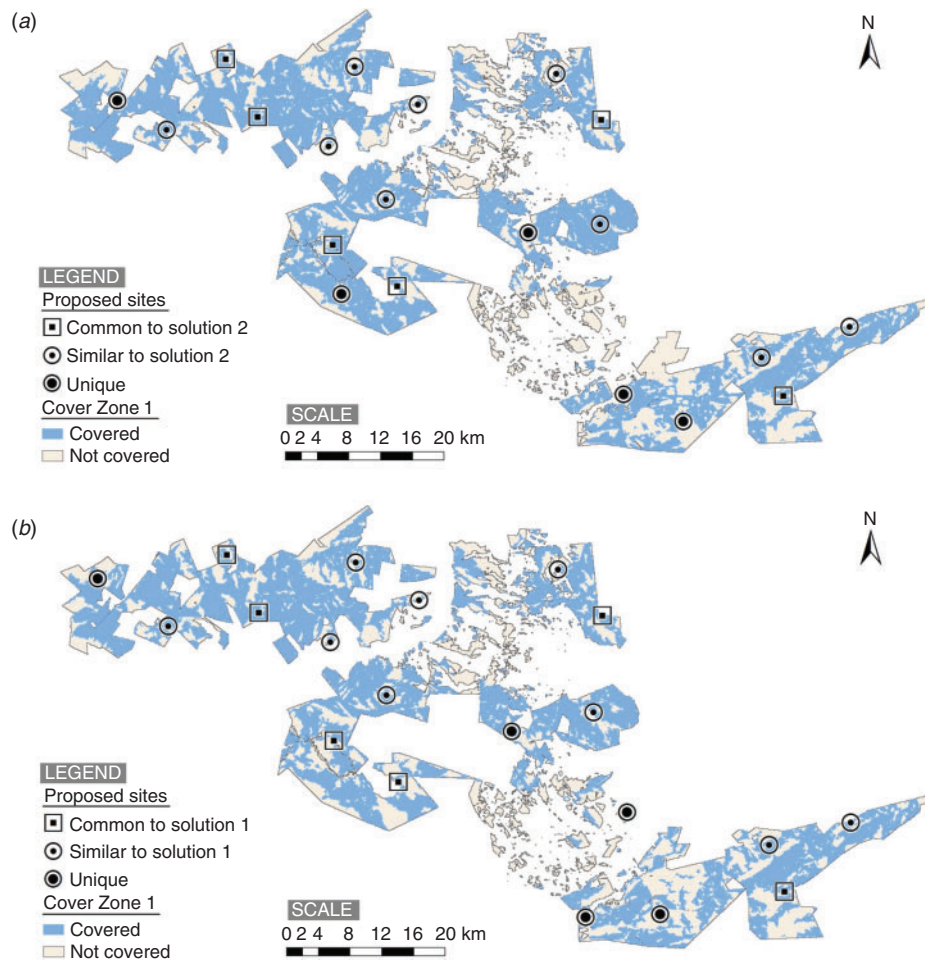 (a)
N
LEGEND
Proposed sites
Common to solution 2
Similar to solution 2
Unique
Cover Zone 1
Covered
Not covered
SCALE
0 2 4 8 12 16 20 km
(b)
N
LEGEND
Proposed sites
Common to solution 1
Similar to solution 1
Unique
Cover Zone 1
Covered
Not covered
SCALE
0 2 4 8 12 16 20 km